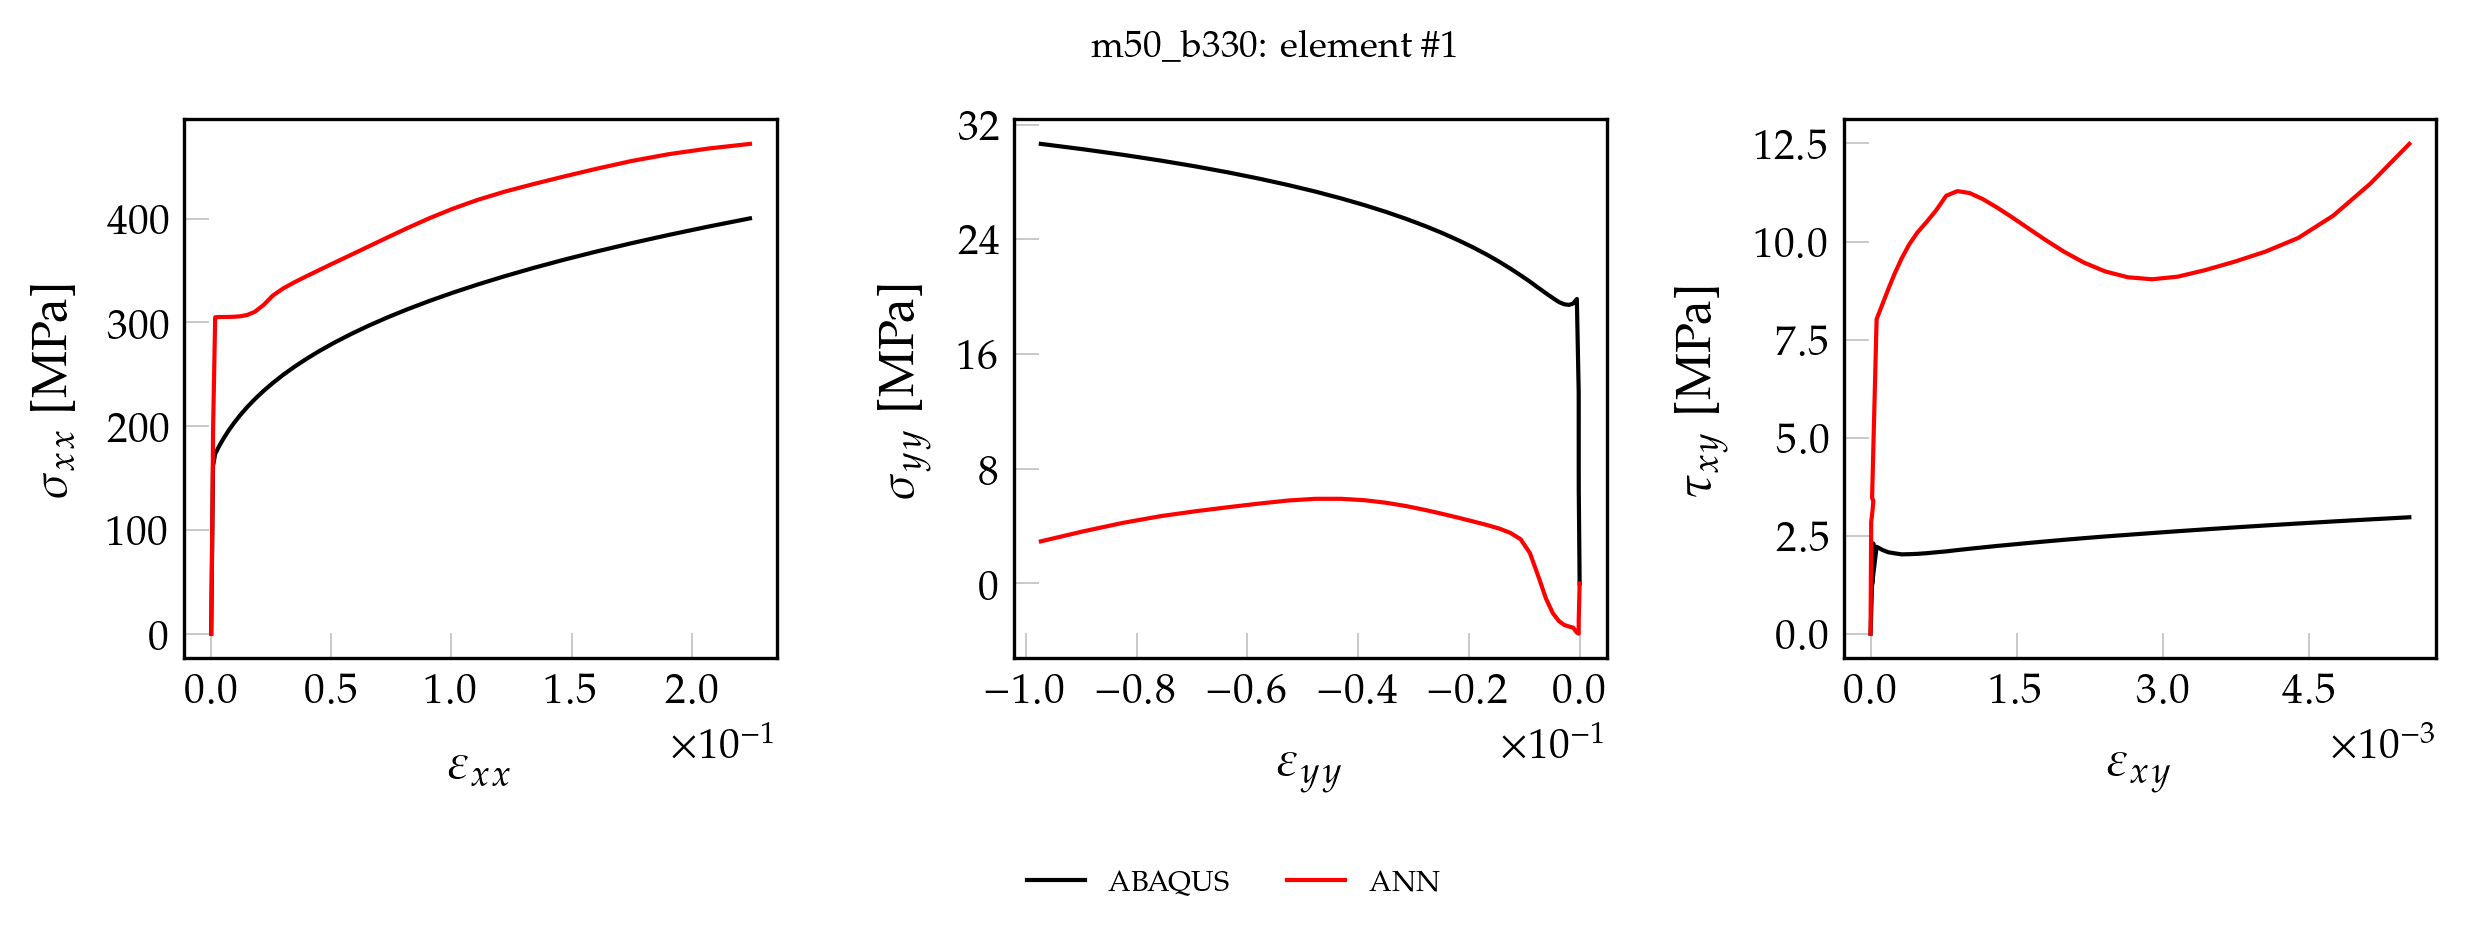 m50_b330: element #1
σxx [MPa]
400
300
200
100
0
0.0 0.5 1.0 1.5 2.0
×10−1
εxx
σyy [MPa]
32
24
16
8
0
−1.0 −0.8 −0.6 −0.4 −0.2 0.0
×10−1
εyy
τxy [MPa]
12.5
10.0
7.5
5.0
2.5
0.0
0.0 1.5 3.0 4.5
×10−3
εxy
ABAQUS ANN